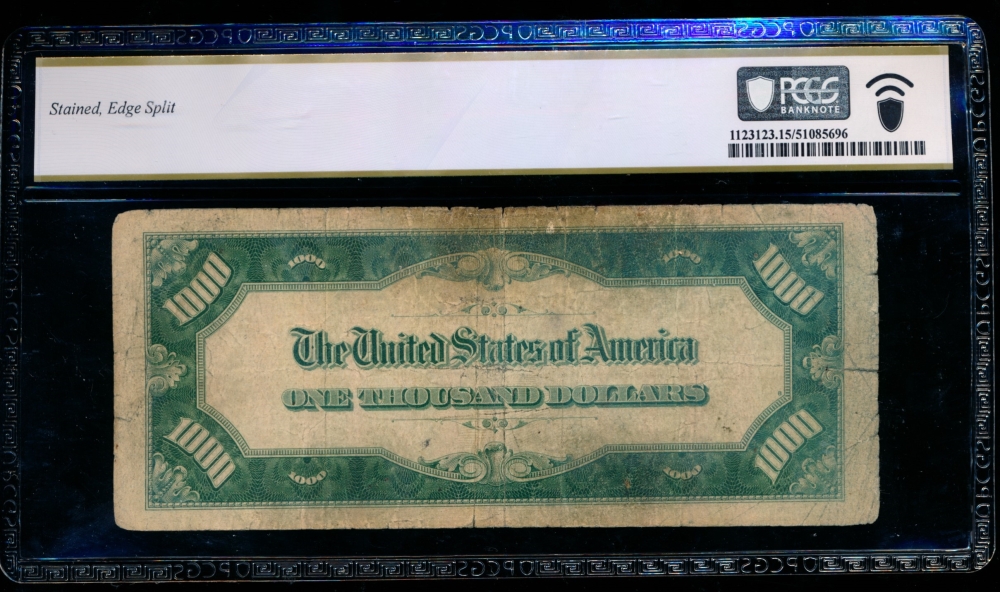 Stained, Edge Split
PCGS
BANKNOTE
1123123.15/51085696
1000
1000
1000
1000
The United States of America
ONE THOUSAND DOLLARS
1000
1000
1000
1000